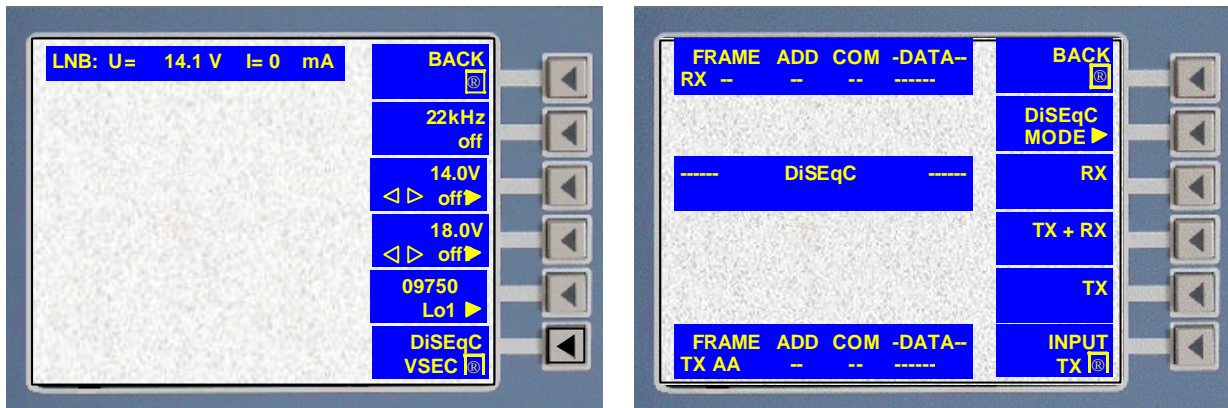 LNB: U= 14.1 V I= 0 mA
BACK
®
22kHz
off
14.0V
◁ ▷ off▶
18.0V
◁ ▷ off▶
09750
Lo1 ▶
DiSEqC
VSEC ®
FRAME ADD COM -DATA--
RX -- -- -- ------
------ DiSEqC ------
FRAME ADD COM -DATA--
TX AA -- -- ------
BACK
®
DiSEqC
MODE ▶
RX
TX + RX
TX
INPUT
TX ®